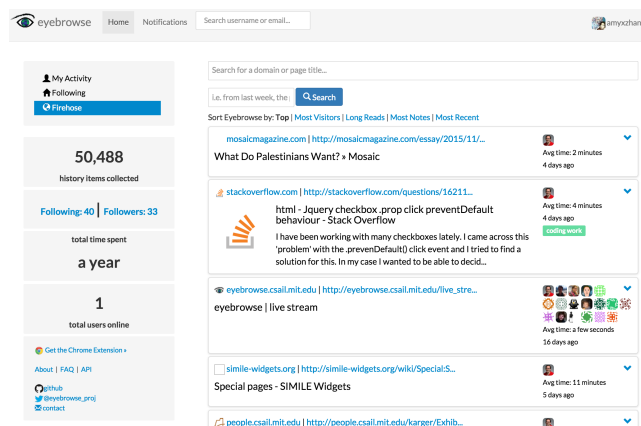 eyebrowse
Home
Notifications
Search username or email...
amyxzhan
My Activity
Following
Firehose
50,488
history items collected
Following: 40 | Followers: 33
total time spent
a year
1
total users online
Get the Chrome Extension »
About | FAQ | API
github
@eyebrowse_proj
contact
Search for a domain or page title...
i.e. from last week, the
Search
Sort Eyebrowse by: Top | Most Visitors | Long Reads | Most Notes | Most Recent
mosaicmagazine.com | http://mosaicmagazine.com/essay/2015/11/...
What Do Palestinians Want? » Mosaic
Avg time: 2 minutes
4 days ago
stackoverflow.com | http://stackoverflow.com/questions/16211...
html - Jquery checkbox .prop click preventDefault
behaviour - Stack Overflow
I have been working with many checkboxes lately. I came across this
'problem' with the .prevenDefault() click event and I tried to find a
solution for this. In my case I wanted to be able to decid...
Avg time: 4 minutes
4 days ago
coding work
eyebrowse.csail.mit.edu | http://eyebrowse.csail.mit.edu/live_stre...
eyebrowse | live stream
Avg time: a few seconds
16 days ago
simile-widgets.org | http://simile-widgets.org/wiki/Special:S...
Special pages - SIMILE Widgets
Avg time: 11 minutes
5 days ago
people.csail.mit.edu | http://people.csail.mit.edu/karger/Exhib...